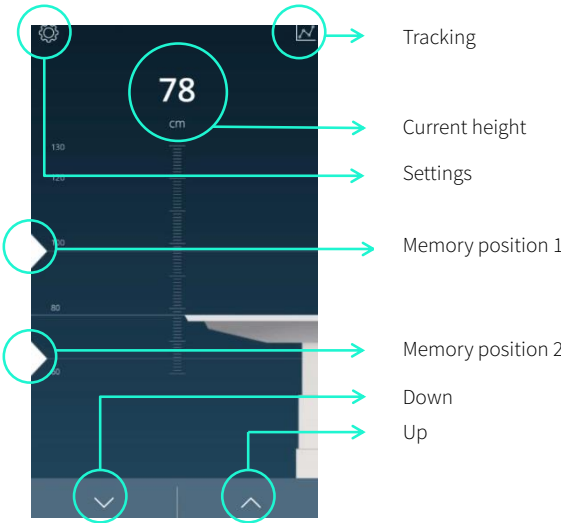 Tracking
78
cm
Current height
130
Settings
120
Memory position 1
100
80
Memory position 2
60
Down
Up